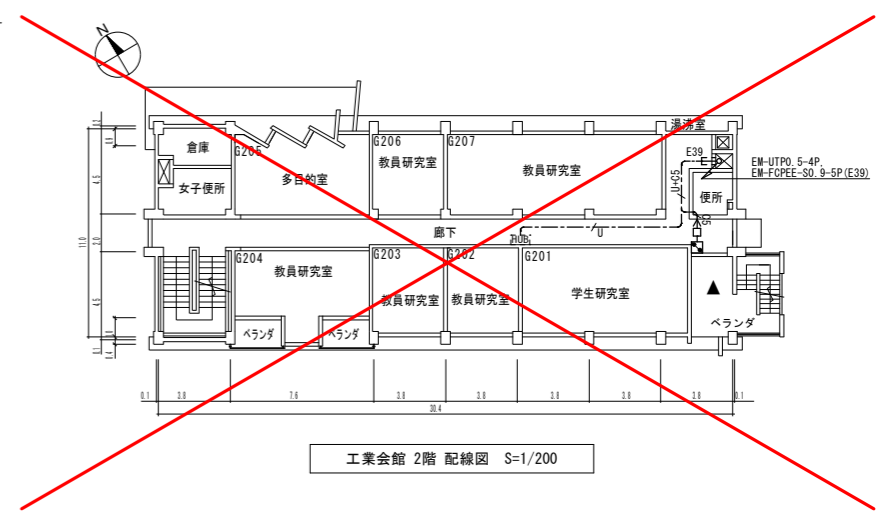 N
湯沸室
倉庫
G205
G206
G207
E39
教員研究室
教員研究室
多目的室
女子便所
便所
EM-UTP0.5-4P,
EM-FCPEE-S0.9-5P(E39)
U-C5
C5
廊下
HUB
U
G204
G203
G202
G201
教員研究室
教員研究室
教員研究室
学生研究室
ベランダ
ベランダ
ベランダ
11.0
4.5
2.0
4.5
0.1
3.8
7.6
3.8
3.8
3.8
3.8
3.8
0.1
30.4
工業会館 2階 配線図 S=1/200